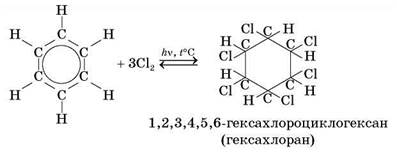 H
H C C C H
H C C C H
H
+ 3Cl₂
hν, t°C
Cl H
Cl C
H C C Cl
H
H C C H
Cl C Cl
H Cl
1,2,3,4,5,6-гексахлороциклогексан
(гексахлоран)